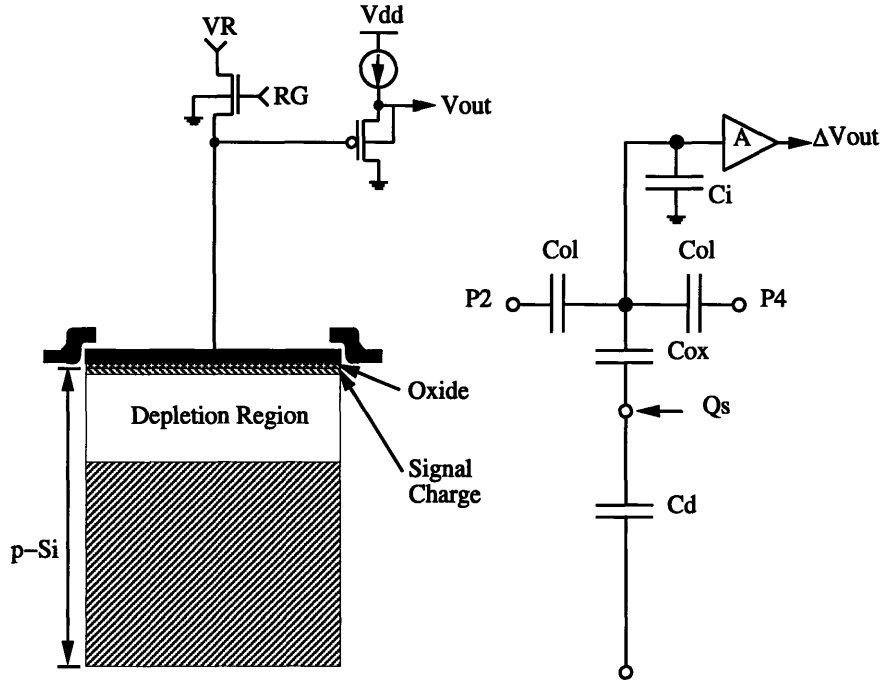 VR
Vdd
RG
Vout
A
ΔVout
Ci
Col
Col
P2
P4
Cox
Oxide
Qs
Depletion Region
Signal
Charge
Cd
p-Si